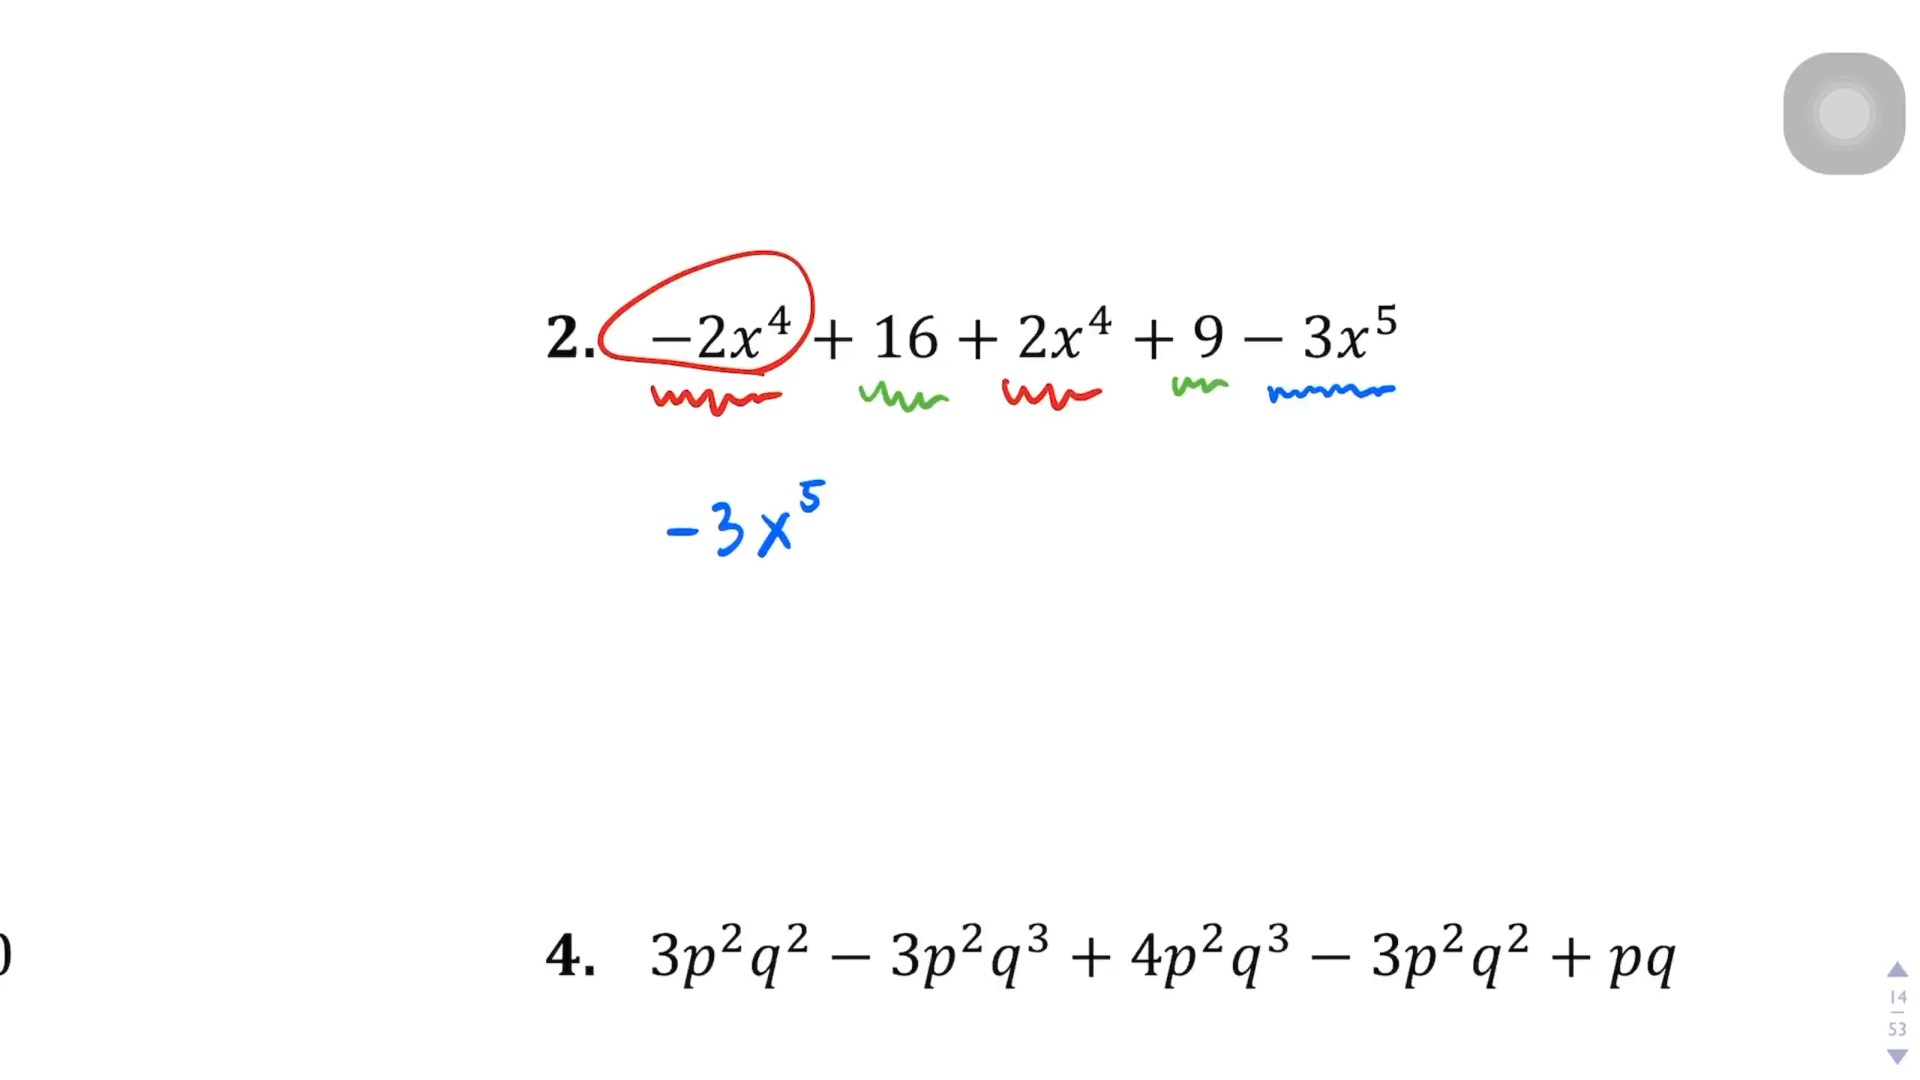 2. −2x⁴ + 16 + 2x⁴ + 9 − 3x⁵
-3x⁵
4. 3p²q² − 3p²q³ + 4p²q³ − 3p²q² + pq
14
53